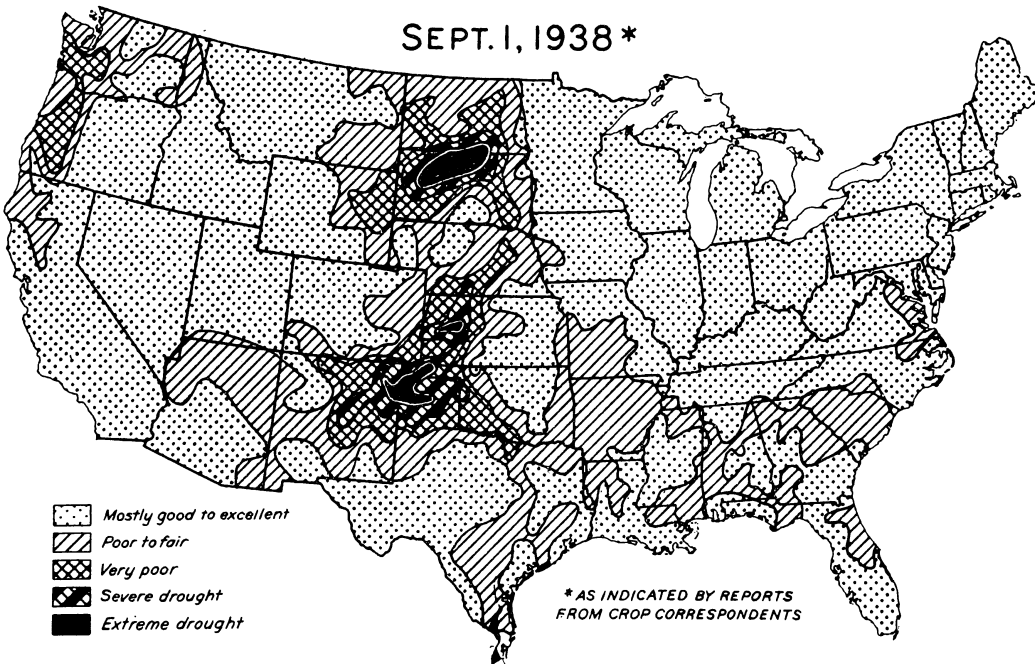 SEPT. 1, 1938*
Mostly good to excellent
Poor to fair
Very poor
Severe drought
Extreme drought
* AS INDICATED BY REPORTS
FROM CROP CORRESPONDENTS